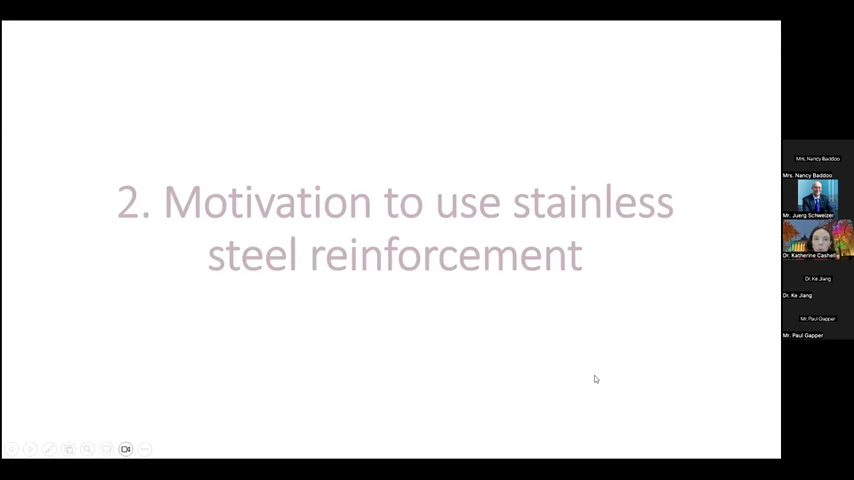 2. Motivation to use stainless
steel reinforcement
Mrs. Nancy Baddoo
Mrs. Nancy Baddoo
Mr. Juerg Schweizer
Dr. Katherine Cashell
Dr. Ke Jiang
Dr. Ke Jiang
Mr. Paul Gapper
Mr. Paul Gapper